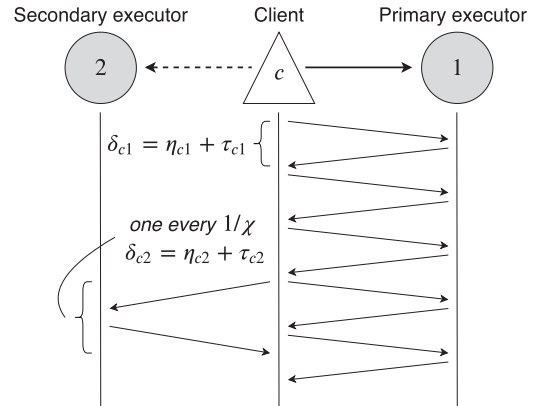 Secondary executor Client Primary executor
2 c 1
δc1 = ηc1 + τc1
one every 1/χ
δc2 = ηc2 + τc2